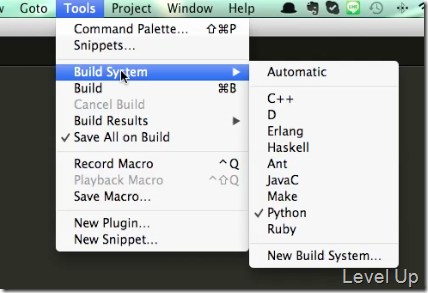 Goto Tools Project Window Help
Command Palette... ⇧⌘P
Snippets...
Build System ▶
Build ⌘B
Cancel Build
Build Results ▶
✓ Save All on Build
Record Macro ^Q
Playback Macro ^⇧Q
Save Macro...
New Plugin...
New Snippet...
Automatic
C++
D
Erlang
Haskell
Ant
JavaC
Make
✓ Python
Ruby
New Build System...
Level Up